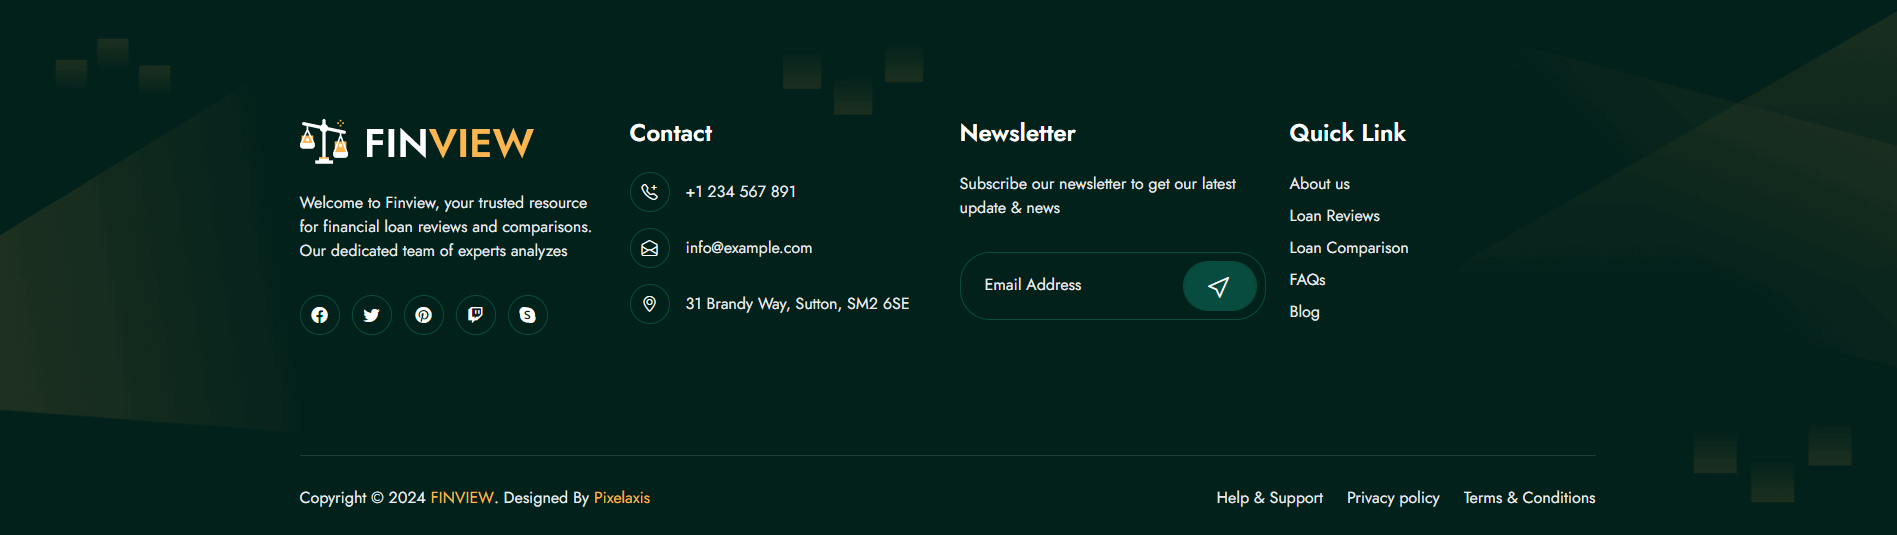 FINVIEW
Welcome to Finview, your trusted resource
for financial loan reviews and comparisons.
Our dedicated team of experts analyzes
Contact
+1 234 567 891
info@example.com
31 Brandy Way, Sutton, SM2 6SE
Newsletter
Subscribe our newsletter to get our latest
update & news
Email Address
Quick Link
About us
Loan Reviews
Loan Comparison
FAQs
Blog
Copyright © 2024 FINVIEW. Designed By Pixelaxis
Help & Support Privacy policy Terms & Conditions